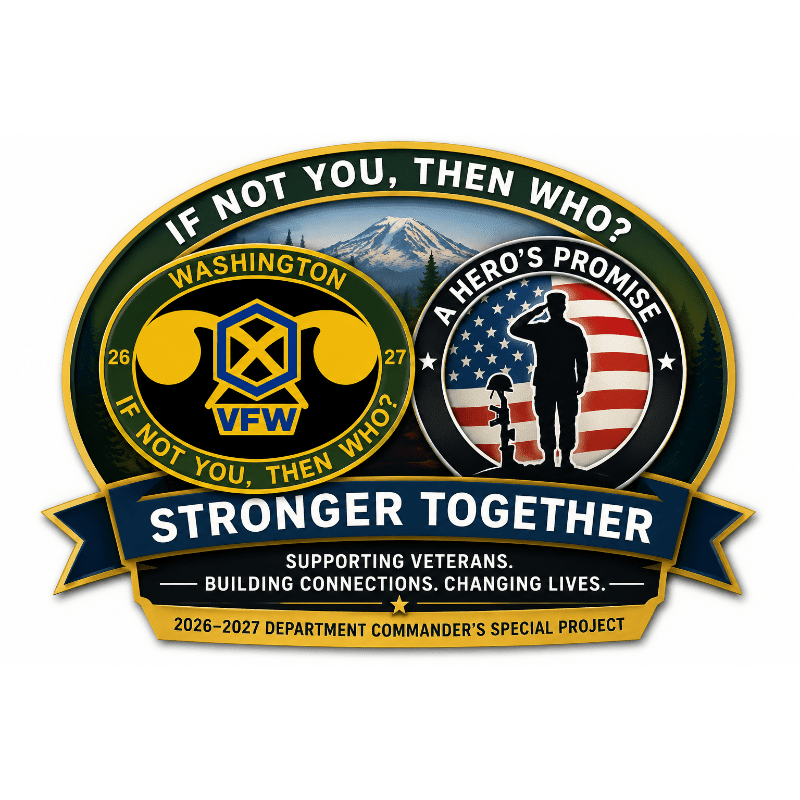 IF NOT YOU, THEN WHO?
WASHINGTON
26
27
VFW
IF NOT YOU, THEN WHO?
A HERO'S PROMISE
STRONGER TOGETHER
SUPPORTING VETERANS.
BUILDING CONNECTIONS. CHANGING LIVES.
2026–2027 DEPARTMENT COMMANDER'S SPECIAL PROJECT